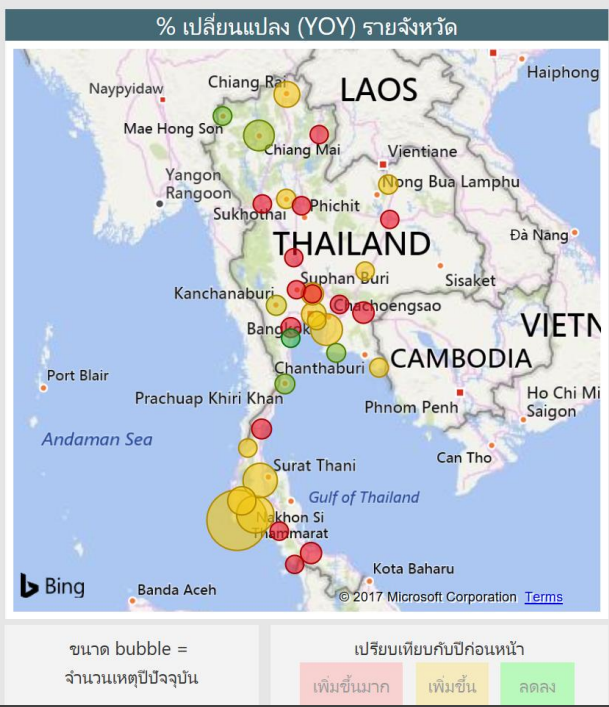 % เปลี่ยนแปลง (YOY) รายจังหวัด
Haiphong
LAOS
Chiang Rai
Naypyidaw
Mae Hong Son
Chiang Mai
Vientiane
Yangon
Rangoon
Nong Bua Lamphu
Sukhothai
Phichit
Đà Nẵng
THAILAND
Suphan Buri
Sisaket
Kanchanaburi
Chachoengsao
VIETN
Bangkok
CAMBODIA
Chanthaburi
Port Blair
Prachuap Khiri Khan
Phnom Penh
Ho Chi Mi
Saigon
Andaman Sea
Can Tho
Surat Thani
Gulf of Thailand
Nakhon Si
Thammarat
Kota Baharu
Bing
Banda Aceh
© 2017 Microsoft Corporation Terms
ขนาด bubble =
จำนวนเหตุปีปัจจุบัน
เปรียบเทียบกับปีก่อนหน้า
เพิ่มขึ้นมาก
เพิ่มขึ้น
ลดลง